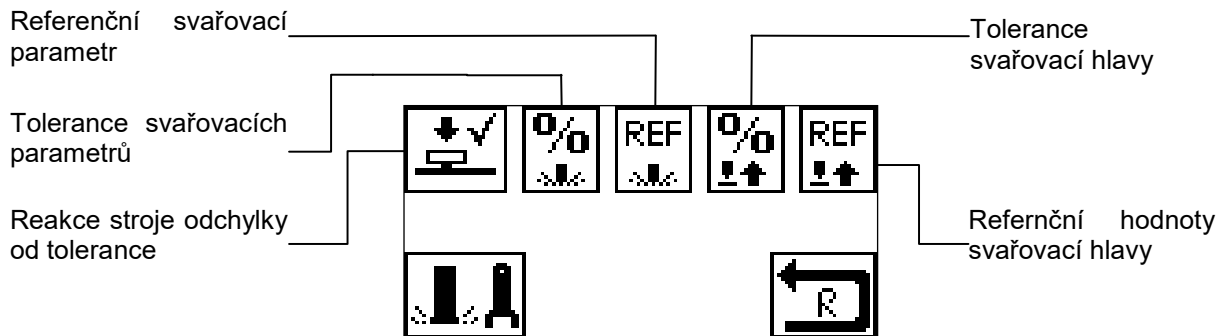 Referenční svařovací
parametr
Tolerance svařovacích
parametrů
Reakce stroje odchylky
od tolerance
Tolerance
svařovací hlavy
Refernční hodnoty
svařovací hlavy
% REF % REF
R